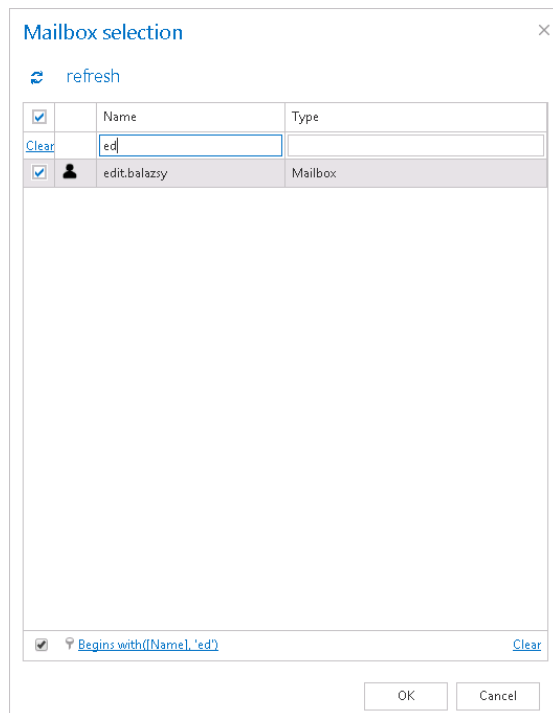 Mailbox selection
refresh
Name Type
Clear ed
edit.balazsy Mailbox
Begins with([Name], 'ed') Clear
OK Cancel